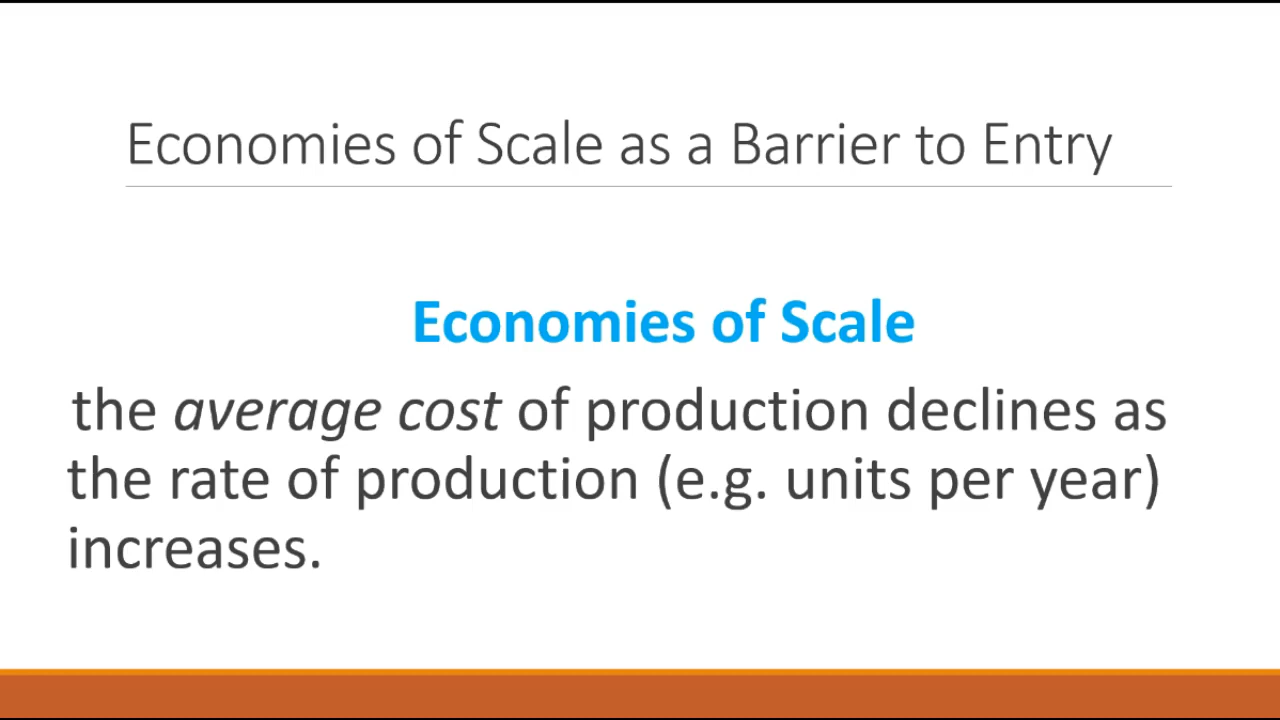 Economies of Scale as a Barrier to Entry
Economies of Scale
the average cost of production declines as
the rate of production (e.g. units per year)
increases.